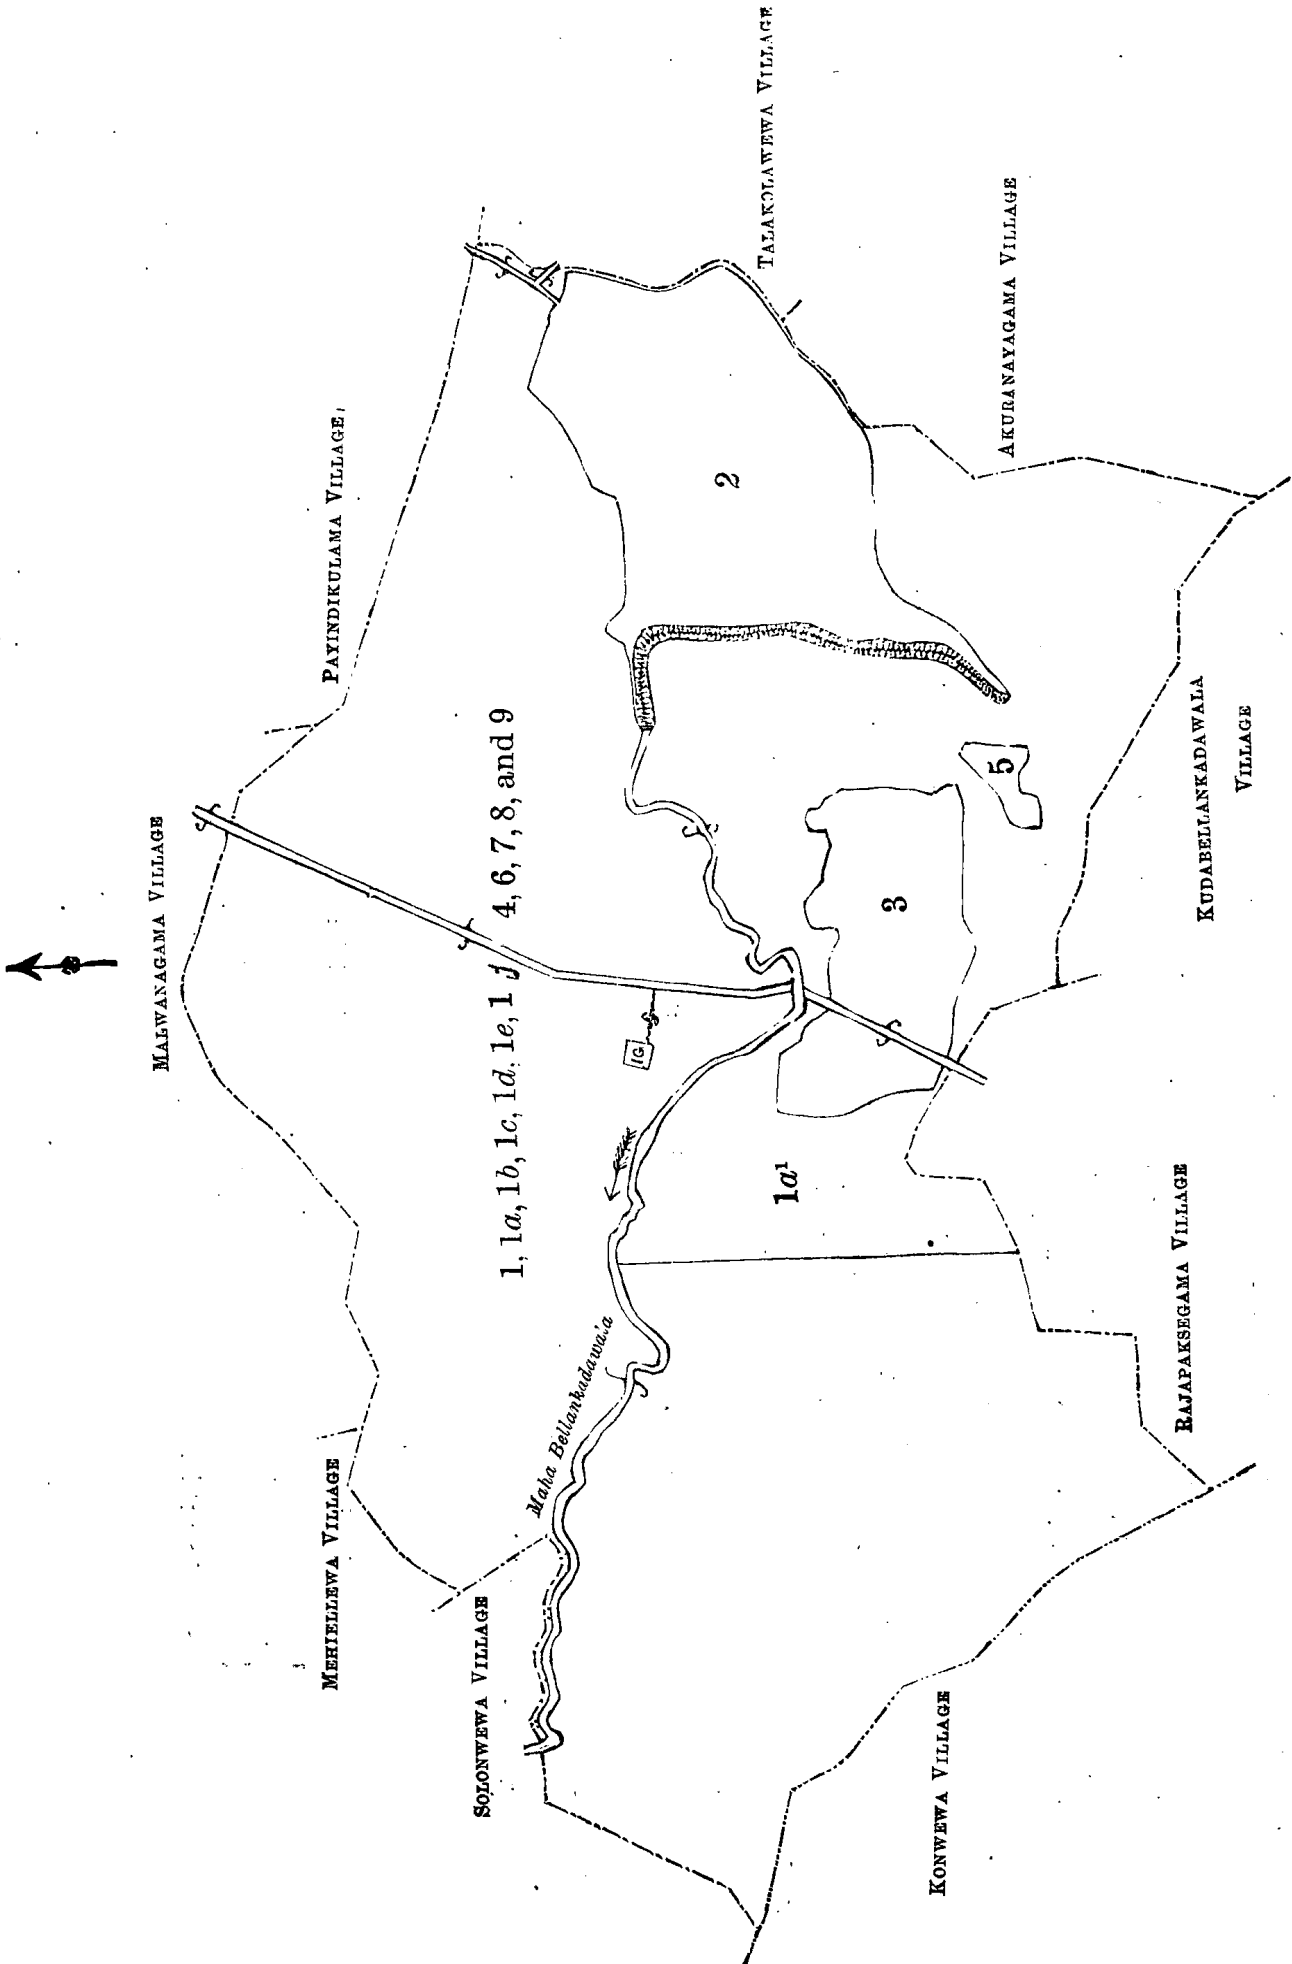 MALWANAGAMA VILLAGE
PAYINDIKULAMA VILLAGE
MEHIELLEWA VILLAGE
SOLONWEWA VILLAGE
TALAKOLAWEWA VILLAGE
AKURANAYAGAMA VILLAGE
1, 1a, 1b, 1c, 1d, 1e, 1 f 4, 6, 7, 8, and 9
Maha Bellankadawala
IG
2
1a¹
3
5
KONWEWA VILLAGE
RAJAPAKSEGAMA VILLAGE
KUDABELLANKADAWALA
VILLAGE